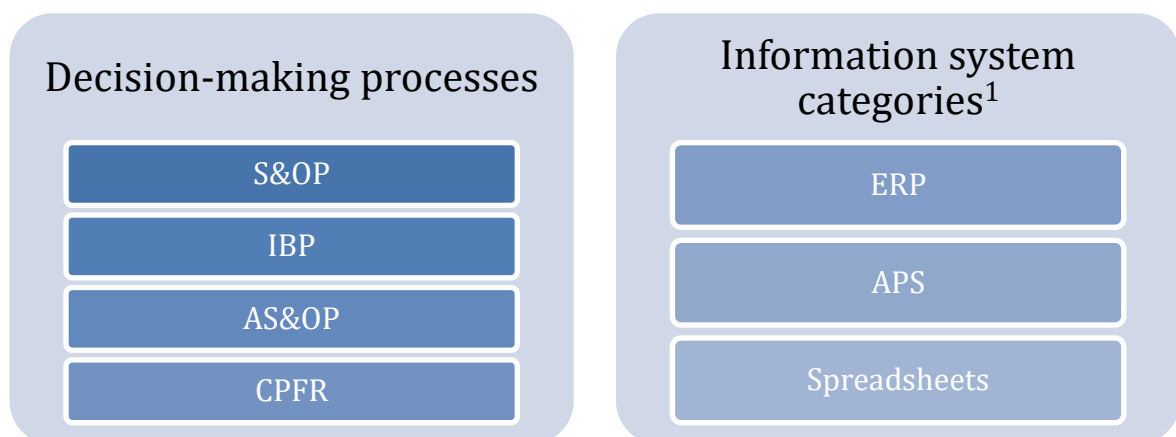 Decision-making processes
S&OP
IBP
AS&OP
CPFR
Information system
categories¹
ERP
APS
Spreadsheets